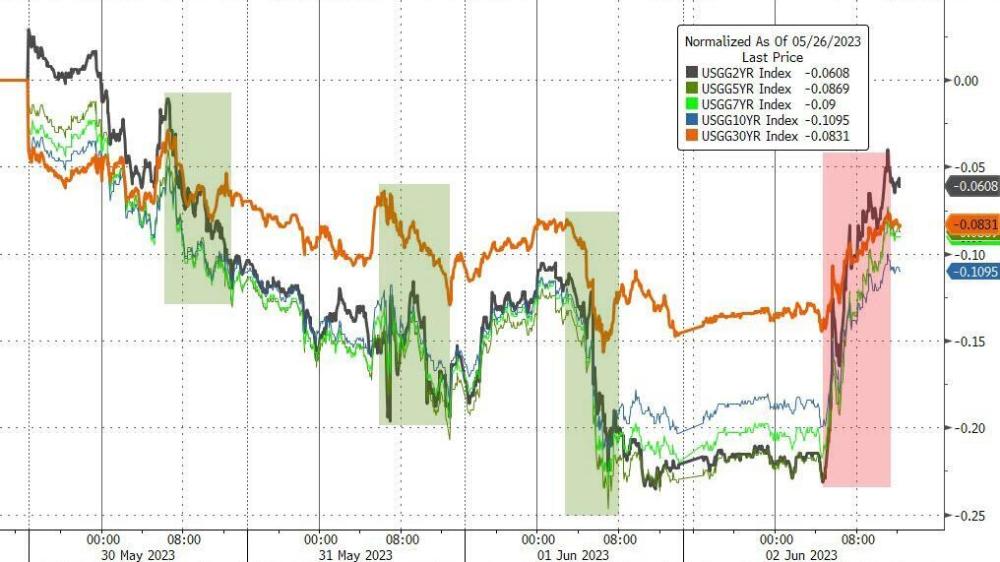 Normalized As Of 05/26/2023
Last Price
USGG2YR Index -0.0608
USGG5YR Index -0.0869
USGG7YR Index -0.09
USGG10YR Index -0.1095
USGG30YR Index -0.0831
0.00
-0.05
-0.0608
-0.0831
-0.10
-0.1095
-0.15
-0.20
-0.25
00:00 08:00 00:00 08:00 00:00 08:00 00:00 08:00
30 May 2023 31 May 2023 01 Jun 2023 02 Jun 2023